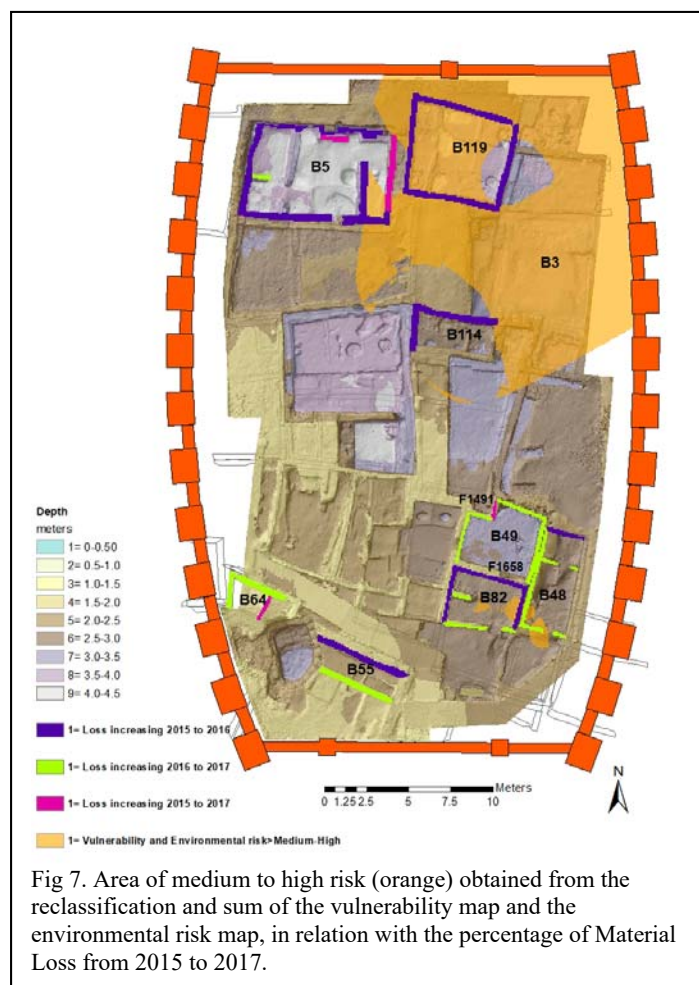 B119
B5
B3
B114
F1491
B49
F1658
B48
B82
B64
B55
Depth
meters
1= 0-0.50
2= 0.5-1.0
3= 1.0-1.5
4= 1.5-2.0
5= 2.0-2.5
6= 2.5-3.0
7= 3.0-3.5
8= 3.5-4.0
9= 4.0-4.5
1= Loss increasing 2015 to 2016
1= Loss increasing 2016 to 2017
1= Loss increasing 2015 to 2017
1= Vulnerability and Environmental risk>Medium-High
Meters
0 1.25 2.5 5 7.5 10
N
Fig 7. Area of medium to high risk (orange) obtained from the
reclassification and sum of the vulnerability map and the
environmental risk map, in relation with the percentage of Material
Loss from 2015 to 2017.